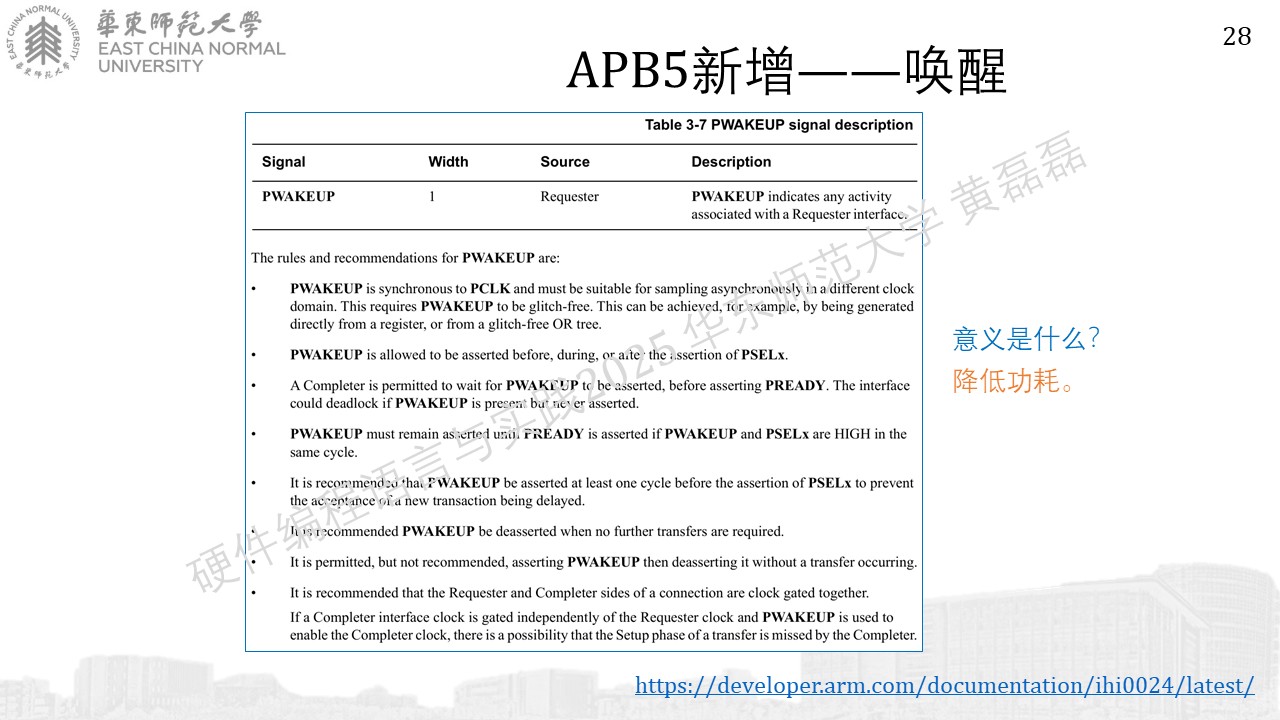 EAST CHINA NORMAL UNIVERSITY
華東師範大學
華東師範大學
EAST CHINA NORMAL
UNIVERSITY
28
APB5新增——唤醒
Table 3-7 PWAKEUP signal description
Signal Width Source Description
PWAKEUP 1 Requester PWAKEUP indicates any activity
associated with a Requester interface.
The rules and recommendations for PWAKEUP are:
• PWAKEUP is synchronous to PCLK and must be suitable for sampling asynchronously in a different clock
domain. This requires PWAKEUP to be glitch-free. This can be achieved, for example, by being generated
directly from a register, or from a glitch-free OR tree.
• PWAKEUP is allowed to be asserted before, during, or after the assertion of PSELx.
• A Completer is permitted to wait for PWAKEUP to be asserted, before asserting PREADY. The interface
could deadlock if PWAKEUP is present but never asserted.
• PWAKEUP must remain asserted until PREADY is asserted if PWAKEUP and PSELx are HIGH in the
same cycle.
• It is recommended that PWAKEUP be asserted at least one cycle before the assertion of PSELx to prevent
the acceptance of a new transaction being delayed.
• It is recommended PWAKEUP be deasserted when no further transfers are required.
• It is permitted, but not recommended, asserting PWAKEUP then deasserting it without a transfer occurring.
• It is recommended that the Requester and Completer sides of a connection are clock gated together.
If a Completer interface clock is gated independently of the Requester clock and PWAKEUP is used to
enable the Completer clock, there is a possibility that the Setup phase of a transfer is missed by the Completer.
意义是什么?
降低功耗。
硬件编程语言与实践2025 华东师范大学 黄磊磊
https://developer.arm.com/documentation/ihi0024/latest/